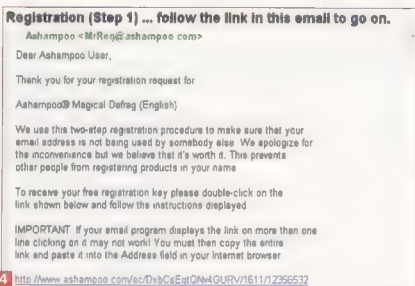 Registration (Step 1) ... follow the link in this email to go on.
Ashampoo <MrReg@ashampoo com>
Dear Ashampoo User,
Thank you for your registration request for
Ashampoo® Magical Defrag (English)
We use this two-step registration procedure to make sure that your
email address is not being used by somebody else We apologize for
the inconvenience but we believe that it's worth it. This prevents
other people from registering products in your name
To receive your free registration key please double-click on the
link shown below and follow the instructions displayed
IMPORTANT If your email program displays the link on more than one
line clicking on it may not work! You must then copy the entire
link and paste it into the Address field in your Internet browser
4 http://www ashampoo com/ac/DxbCsEqtQNv4GURV/1611/12356532